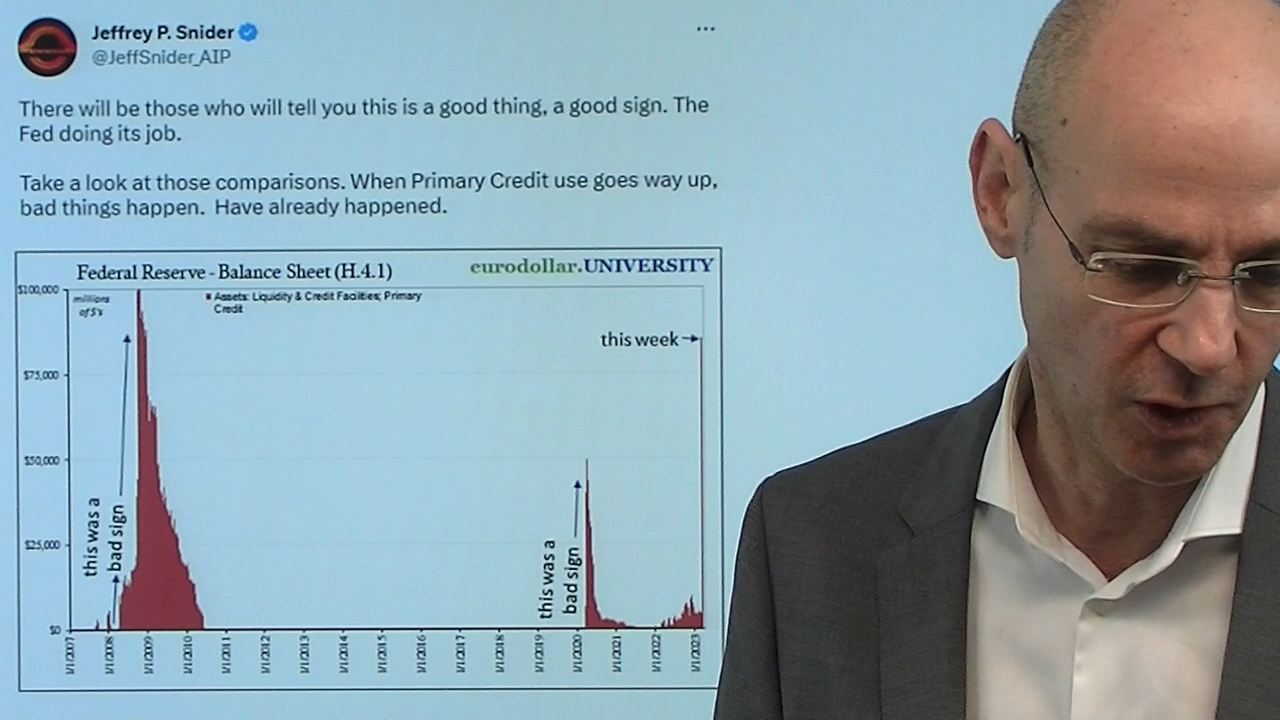 Jeffrey P. Snider
@JeffSnider_AIP
...
There will be those who will tell you this is a good thing, a good sign. The
Fed doing its job.
Take a look at those comparisons. When Primary Credit use goes way up,
bad things happen. Have already happened.
Federal Reserve - Balance Sheet (H.4.1)
eurodollar.UNIVERSITY
$100,000
millions
of $'s
Assets: Liquidity & Credit Facilities; Primary
Credit
this week
$75,000
$50,000
$25,000
$0
this was a
bad sign
this was a
bad sign
1/1/2007
1/1/2008
1/1/2009
1/1/2010
1/1/2011
1/1/2012
1/1/2013
1/1/2014
1/1/2015
1/1/2016
1/1/2017
1/1/2018
1/1/2019
1/1/2020
1/1/2021
1/1/2022
1/1/2023